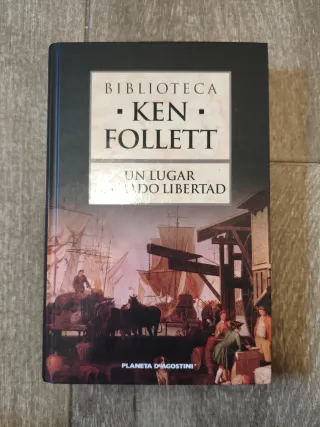 BIBLIOTECA
· KEN ·
FOLLETT
UN LUGAR
LIBERTAD
PLANETA DEAGOSTINI